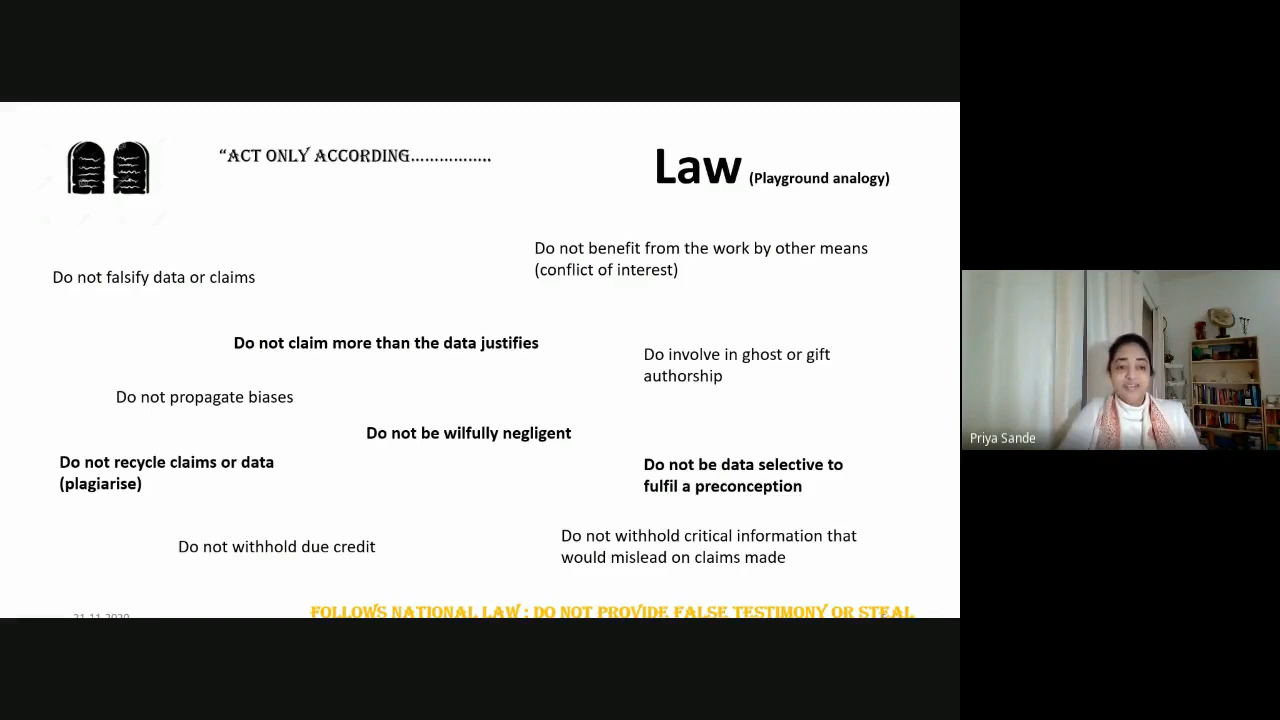 “ACT ONLY ACCORDING.................
Law (Playground analogy)
Do not benefit from the work by other means
(conflict of interest)
Do not falsify data or claims
Do not claim more than the data justifies
Do involve in ghost or gift
authorship
Do not propagate biases
Do not be wilfully negligent
Do not recycle claims or data
(plagiarise)
Do not be data selective to
fulfil a preconception
Do not withhold critical information that
would mislead on claims made
Do not withhold due credit
FOLLOWS NATIONAL LAW : DO NOT PROVIDE FALSE TESTIMONY OR STEAL
21-11-2020
Priya Sande